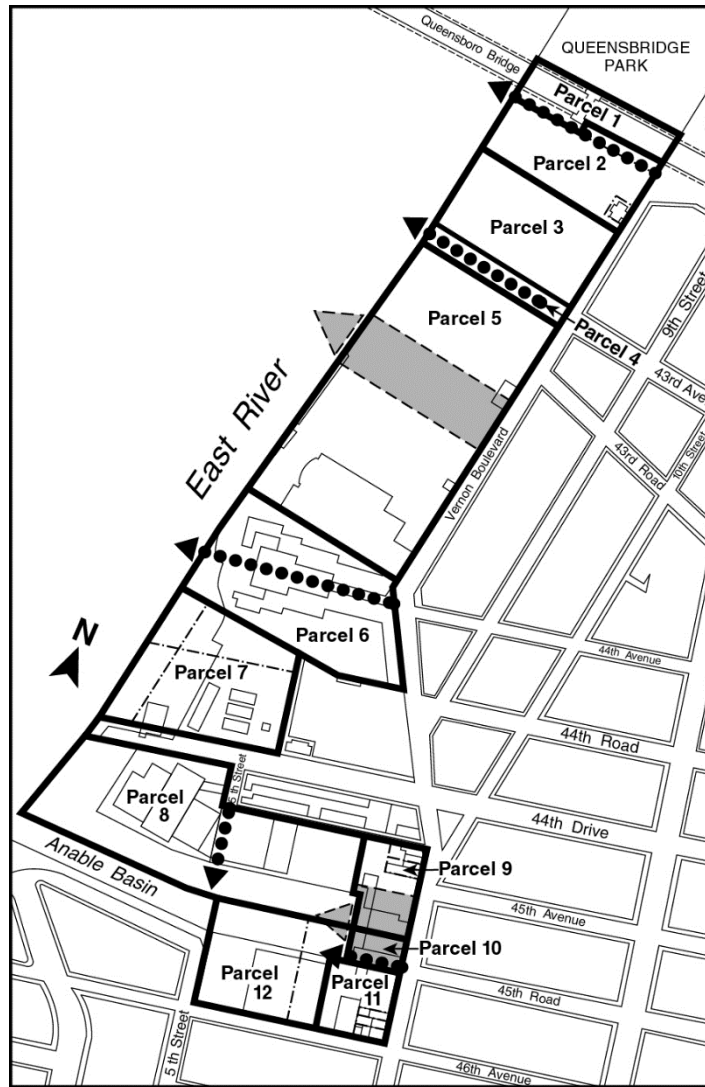 QUEENSBRIDGE
PARK
Queensboro Bridge
Parcel 1
Parcel 2
Parcel 3
Parcel 4
Parcel 5
9th Street
43rd Ave
10th Street
43rd Road
Vernon Boulevard
East River
Parcel 6
N
44th Avenue
Parcel 7
44th Road
5th Street
Parcel
8
44th Drive
Anable Basin
Parcel 9
45th Avenue
Parcel 10
Parcel
12
Parcel
11
45th Road
5th Street
46th Avenue